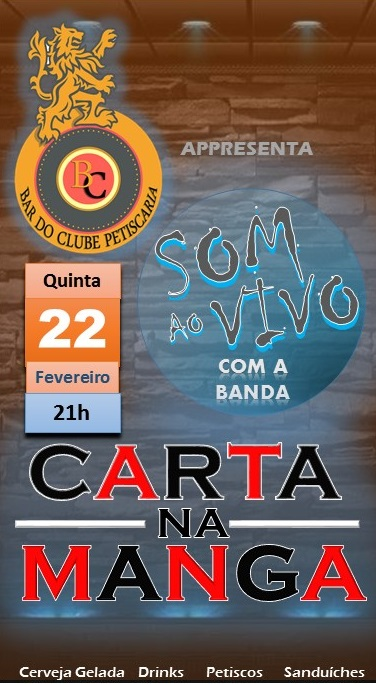 BC
BAR DO CLUBE PETISCARIA
APPRESENTA
SOM
AO VIVO
COM A
BANDA
Quinta
22
Fevereiro
21h
CARTA
NA
MANGA
Cerveja Gelada Drinks Petiscos Sanduíches